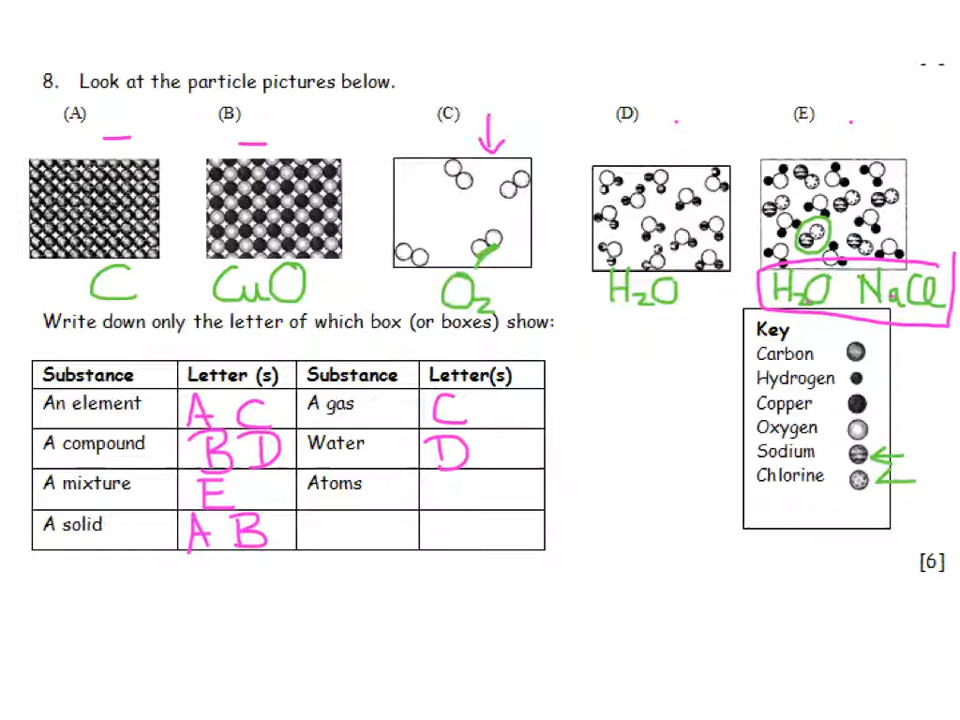 8. Look at the particle pictures below.
(A) (B) (C) (D) (E)
C CuO O₂ H₂O H₂O NaCl
Write down only the letter of which box (or boxes) show:
Key
Carbon
Hydrogen
Copper
Oxygen
Sodium
Chlorine
Substance Letter (s) Substance Letter(s)
An element A C A gas C
A compound B D Water D
A mixture E Atoms
A solid A B
[6]